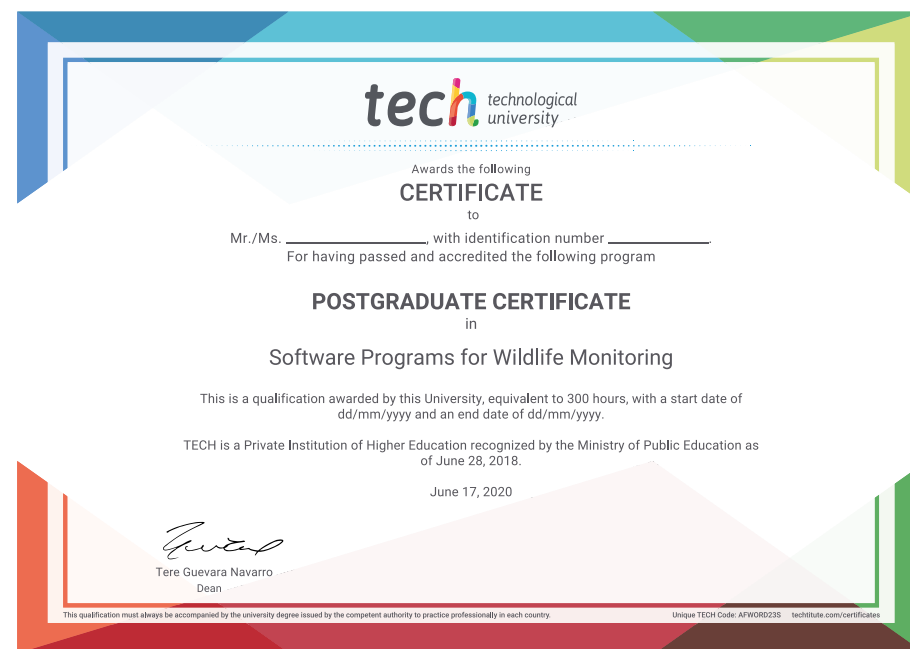 tech technological
university
Awards the following
CERTIFICATE
to
Mr./Ms. ____________, with identification number ____________.
For having passed and accredited the following program
POSTGRADUATE CERTIFICATE
in
Software Programs for Wildlife Monitoring
This is a qualification awarded by this University, equivalent to 300 hours, with a start date of
dd/mm/yyyy and an end date of dd/mm/yyyy.
TECH is a Private Institution of Higher Education recognized by the Ministry of Public Education as
of June 28, 2018.
June 17, 2020
Tere Guevara Navarro
Dean
This qualification must always be accompanied by the university degree issued by the competent authority to practice professionally in each country. Unique TECH Code: AFWORD23S techtitute.com/certificates